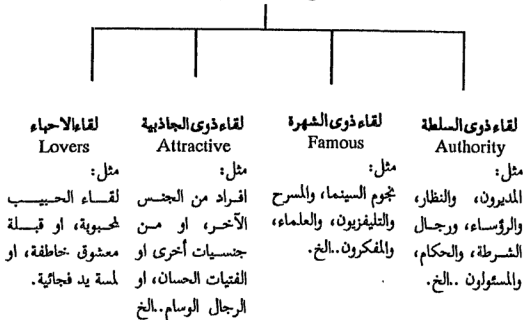 لقاء ذوى السلطة
Authority
مثل:
المديرون، والنظار،
والرؤساء، ورجال
الشرطة، والحكام،
والمسئولون ..الخ.
لقاء ذوى الشهرة
Famous
مثل:
نجوم السينما، والمسرح
والتليفزيون، والعلماء،
والمفكرون..الخ.
لقاء ذوى الجاذبية
Attractive
مثل:
افراد من الجنس
الآخر، او من
جنسيات أخرى او
الفتيات الحسان، او
الرجال الوسام..الخ
لقاء الاحباء
Lovers
مثل:
لقاء الحبيب
لمحبوبة، او قبلة
معشوق خاطفة، او
لمسة يد فجائية.